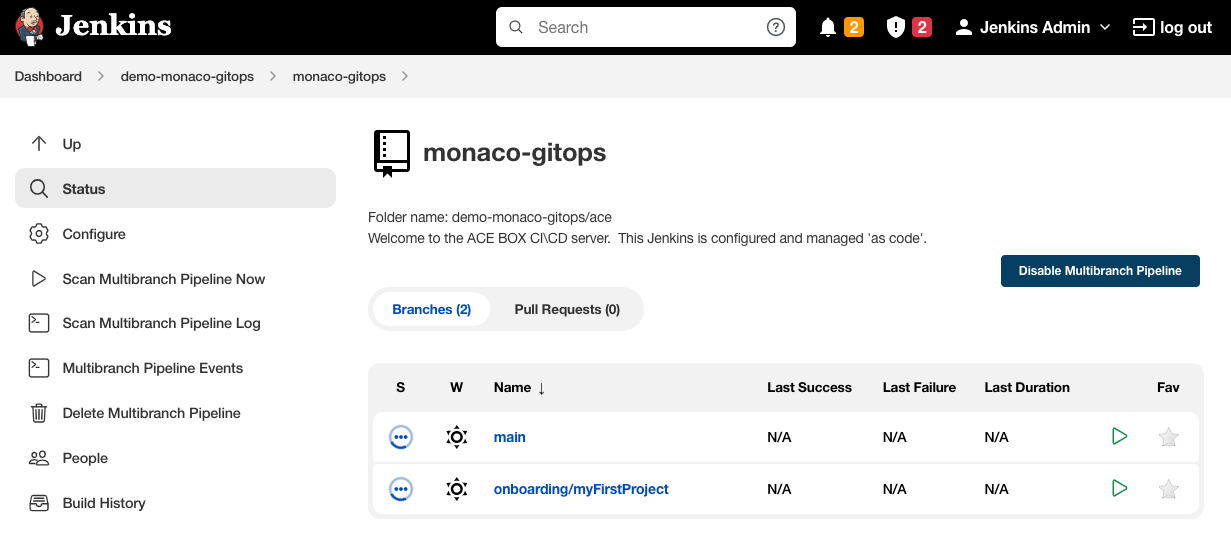 Jenkins
Search
2
2
Jenkins Admin
log out
Dashboard
demo-monaco-gitops
monaco-gitops
Up
Status
Configure
Scan Multibranch Pipeline Now
Scan Multibranch Pipeline Log
Multibranch Pipeline Events
Delete Multibranch Pipeline
People
Build History
monaco-gitops
Folder name: demo-monaco-gitops/ace
Welcome to the ACE BOX CI\CD server.  This Jenkins is configured and managed 'as code'.
Disable Multibranch Pipeline
Branches (2) Pull Requests (0)
S W Name ↓ Last Success Last Failure Last Duration Fav
main N/A N/A N/A
onboarding/myFirstProject N/A N/A N/A